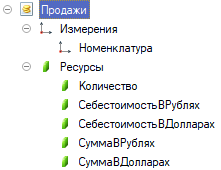 Продажи
Измерения
Номенклатура
Ресурсы
Количество
СебестоимостьВРублях
СебестоимостьВДолларах
СуммаВРублях
СуммаВДолларах